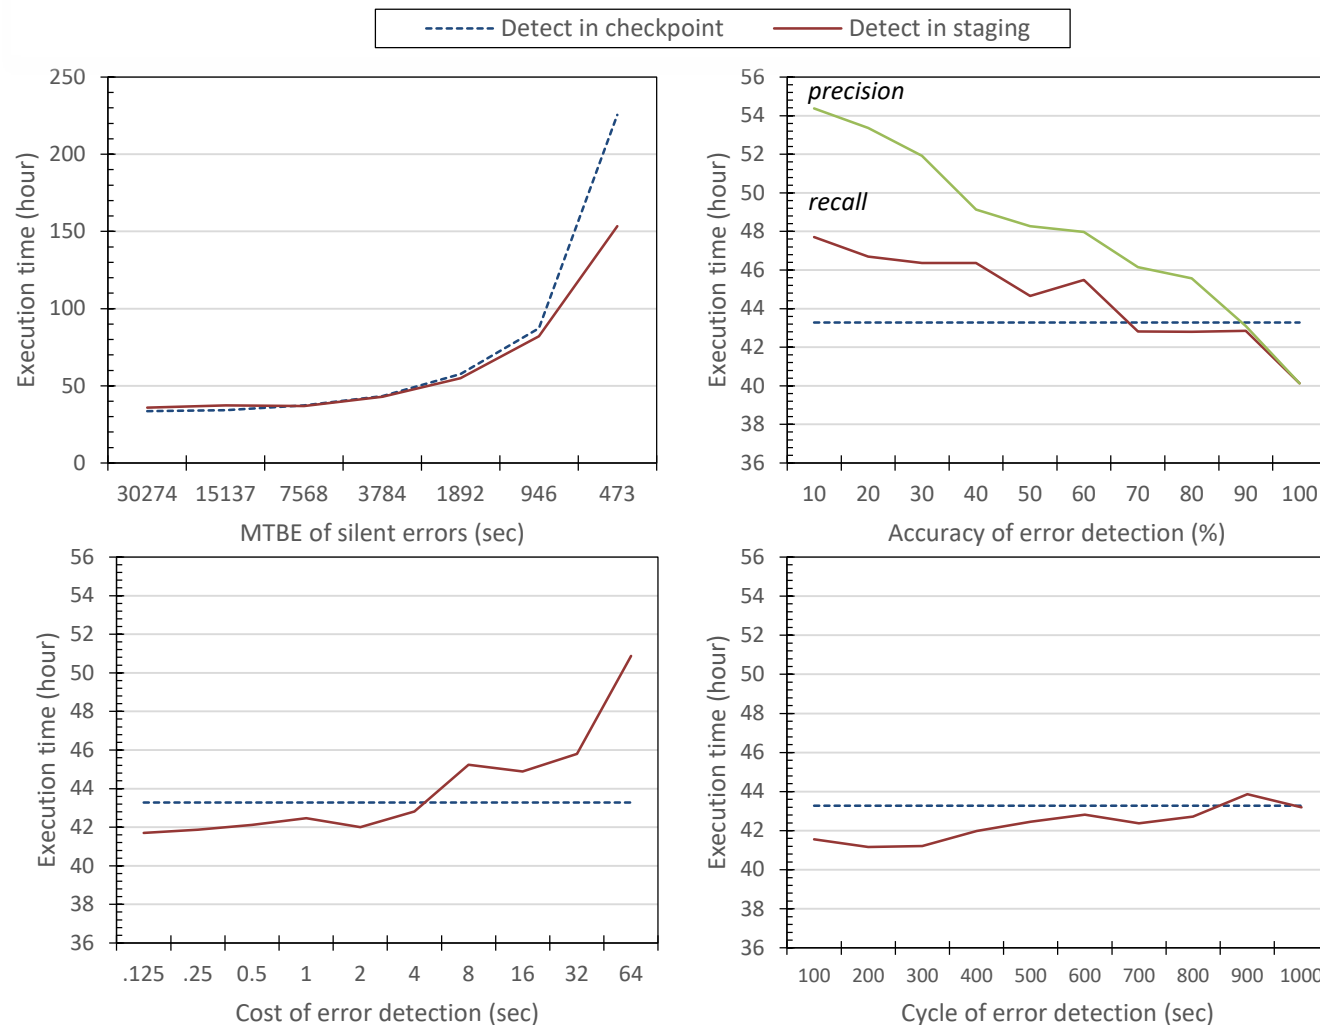 Detect in checkpoint Detect in staging
250
200
150
100
50
0
Execution time (hour)
30274 15137 7568 3784 1892 946 473
MTBE of silent errors (sec)
56
54
52
50
48
46
44
42
40
38
36
Execution time (hour)
precision
recall
10 20 30 40 50 60 70 80 90 100
Accuracy of error detection (%)
56
54
52
50
48
46
44
42
40
38
36
Execution time (hour)
.125 .25 0.5 1 2 4 8 16 32 64
Cost of error detection (sec)
56
54
52
50
48
46
44
42
40
38
36
Execution time (hour)
100 200 300 400 500 600 700 800 900 1000
Cycle of error detection (sec)